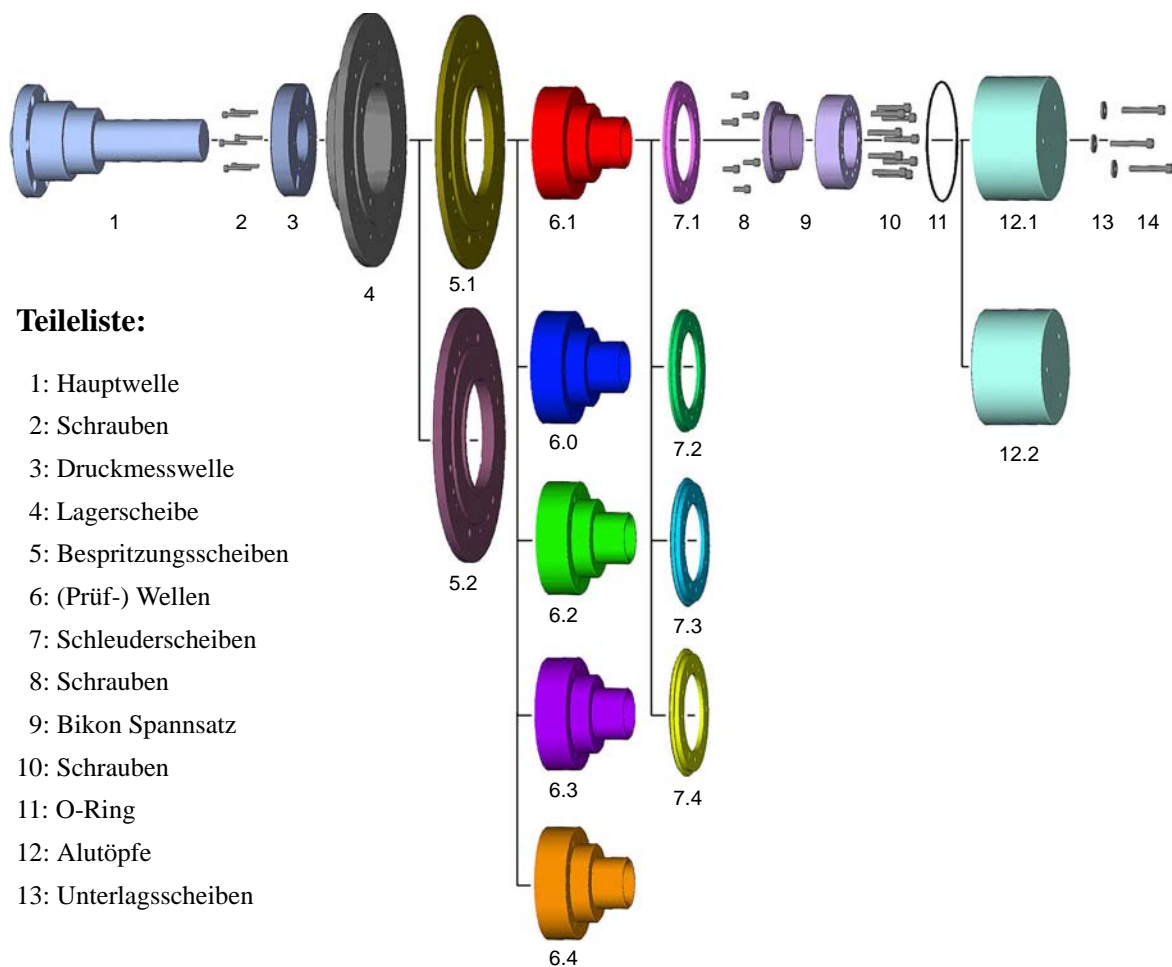 1
2
3
4
5.1
6.1
7.1
8
9
10
11
12.1
13
14
5.2
6.0
7.2
12.2
6.2
7.3
6.3
7.4
6.4
Teileliste:
1: Hauptwelle
2: Schrauben
3: Druckmesswelle
4: Lagerscheibe
5: Bespritzungsscheiben
6: (Prüf-) Wellen
7: Schleuderscheiben
8: Schrauben
9: Bikon Spannsatz
10: Schrauben
11: O-Ring
12: Alutöpfe
13: Unterlagsscheiben